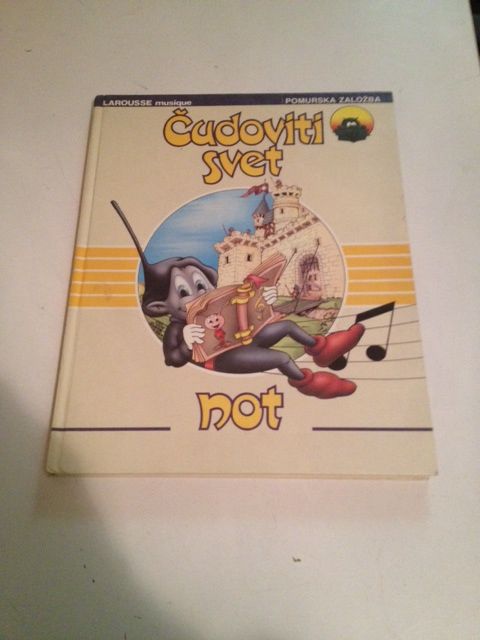 LAROUSSE musique
POMURSKA ZALOŽBA
Čudoviti
svet
not